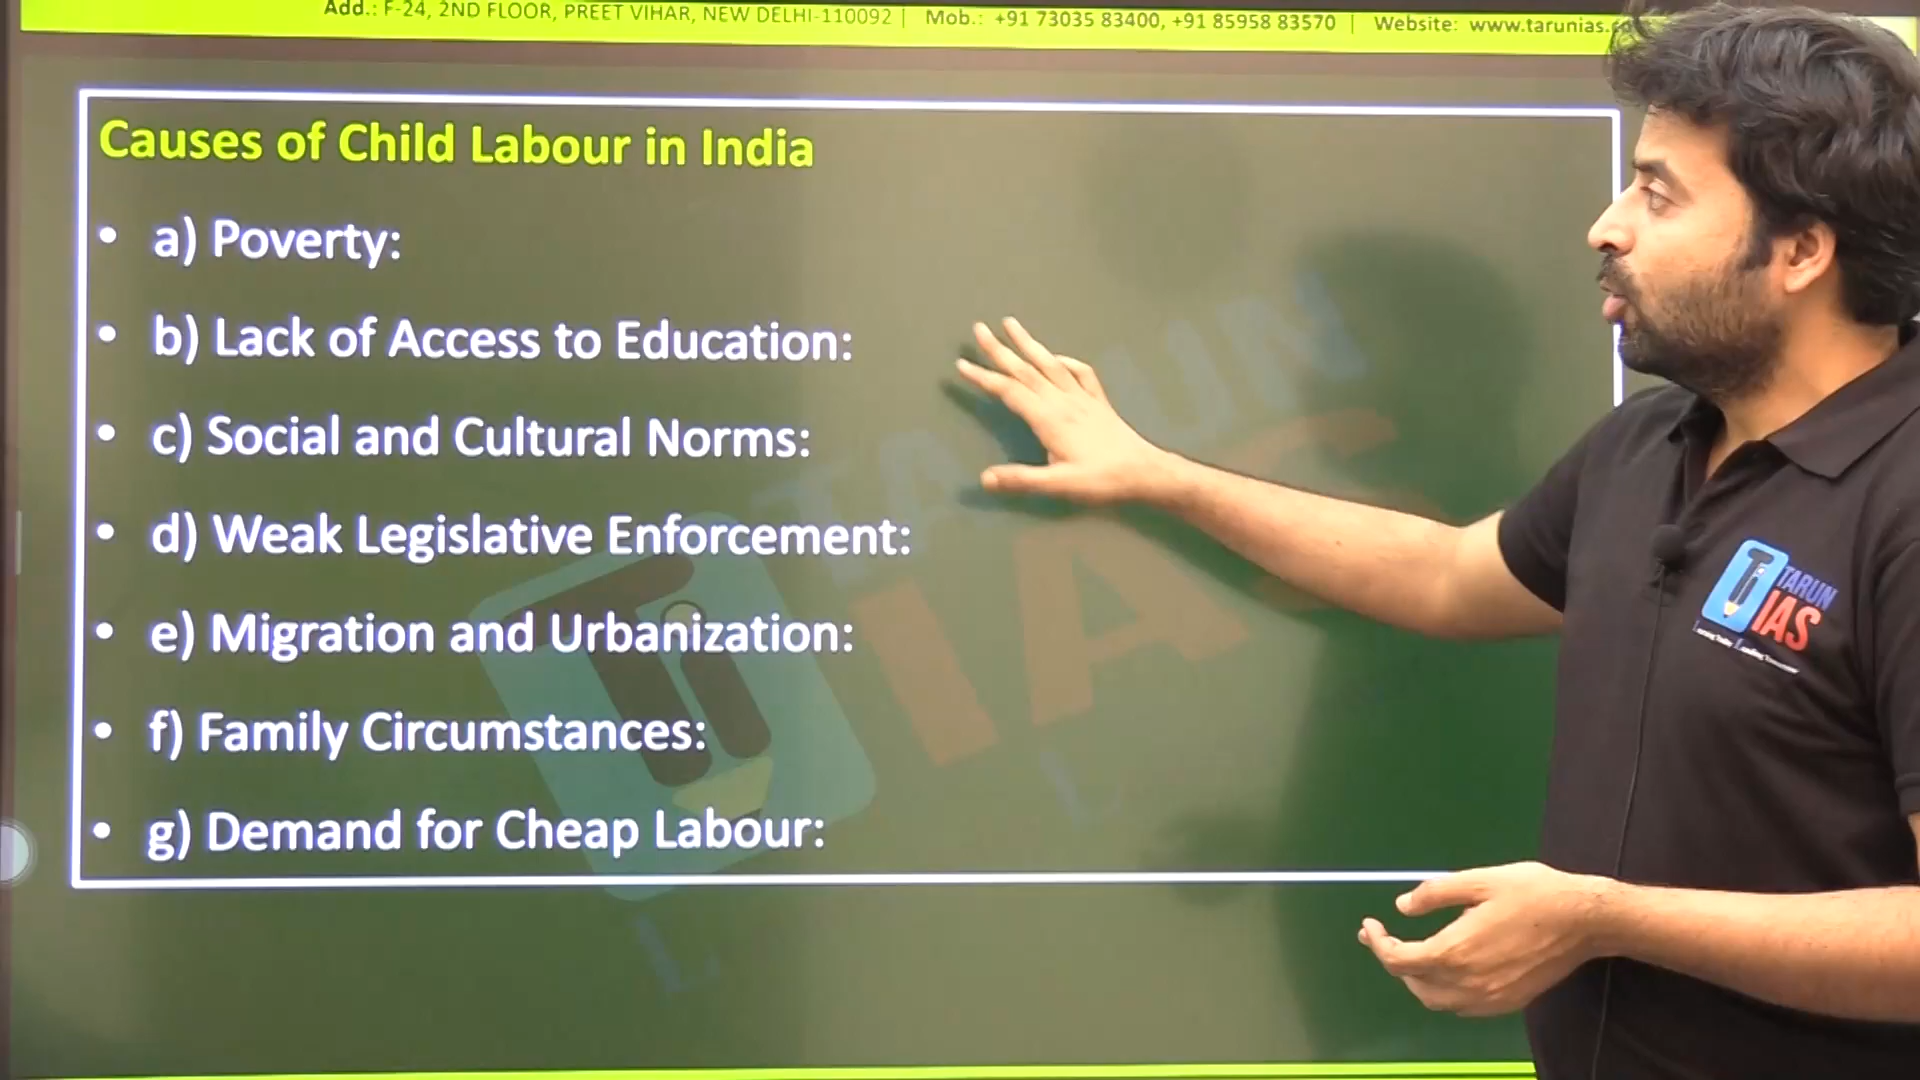 Add.: F-24, 2ND FLOOR, PREET VIHAR, NEW DELHI-110092 | Mob.: +91 73035 83400, +91 85958 83570 | Website: www.tarunias.
Causes of Child Labour in India
• a) Poverty:
• b) Lack of Access to Education:
• c) Social and Cultural Norms:
• d) Weak Legislative Enforcement:
• e) Migration and Urbanization:
• f) Family Circumstances:
• g) Demand for Cheap Labour:
TARUN
IAS
TARUN
IAS